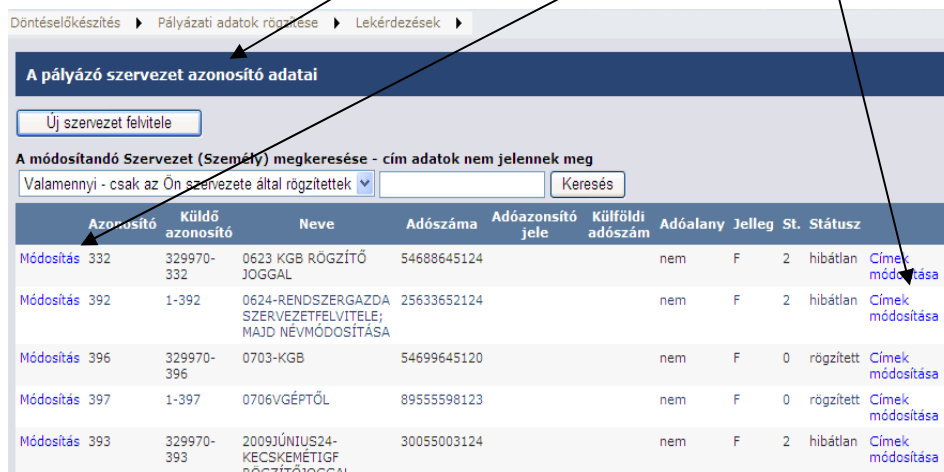 Döntéselőkészítés ▶ Pályázati adatok rögzítése ▶ Lekérdezések ▶
A pályázó szervezet azonosító adatai
Új szervezet felvitele
A módosítandó Szervezet (Személy) megkeresése - cím adatok nem jelennek meg
Valamennyi - csak az Ön szervezete által rögzítettek Keresés
Azonosító Küldő azonosító Neve Adószáma Adóazonsító jele Külföldi adószám Adóalany Jelleg St. Státusz
Módosítás 332 329970-332 0623 KGB RÖGZÍTŐ JOGGAL 54688645124 nem F 2 hibátlan Címek módosítása
Módosítás 392 1-392 0624-RENDSZERGAZDA SZERVEZETFELVITELE; MAJD NÉVMÓDOSÍTÁSA 25633652124 nem F 2 hibátlan Címek módosítása
Módosítás 396 329970-396 0703-KGB 54699645120 nem F 0 rögzített Címek módosítása
Módosítás 397 1-397 0706VGÉPTŐL 89555598123 nem F 0 rögzített Címek módosítása
Módosítás 393 329970-393 2009JÚNIUS24-KECSKEMÉTIGF RÖGZÍTŐJOGGAL 30055003124 nem F 2 hibátlan Címek módosítása